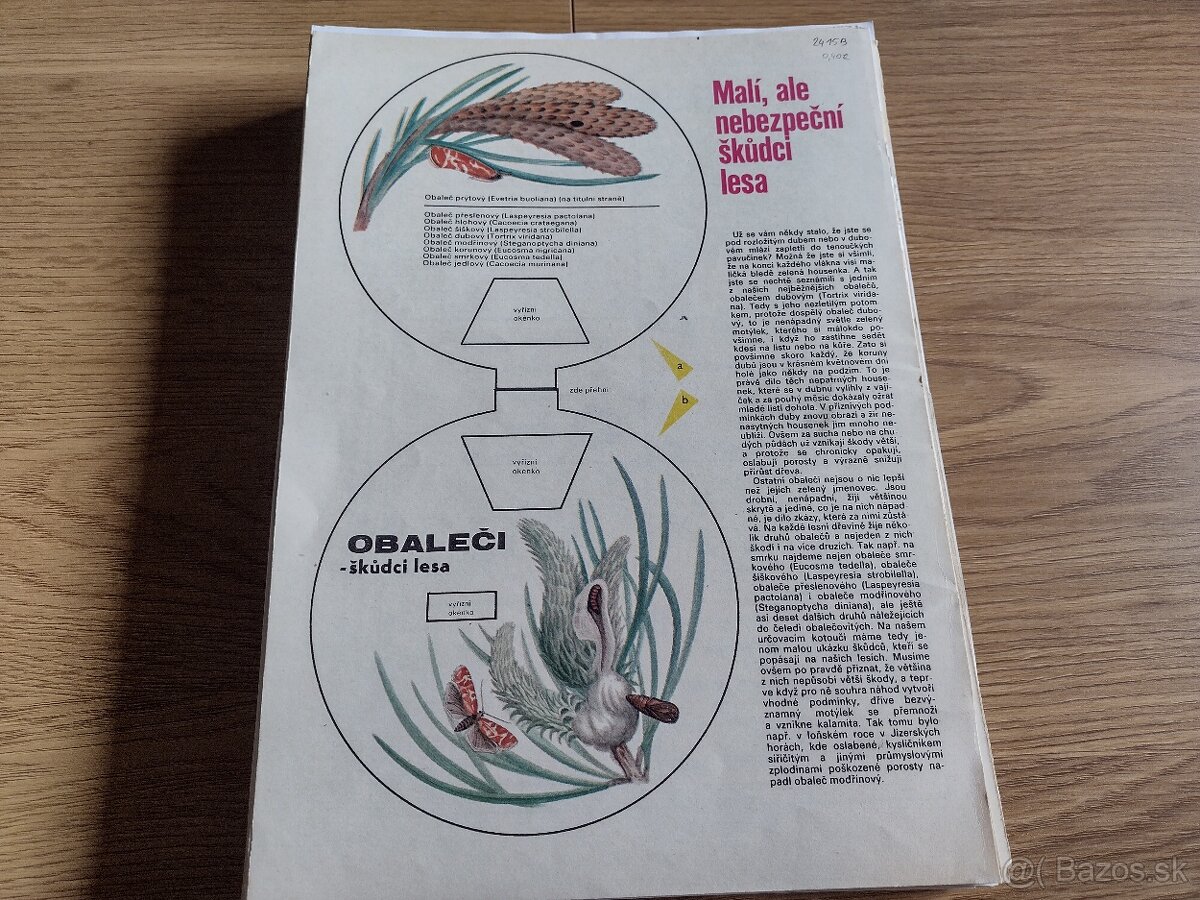 2415B
0,40€
Malí, ale
nebezpeční
škůdci
lesa
Obaleč prýtový (Evetria buoliana) (na titulní straně)
Obaleč přeslenový (Laspeyresia pactolana)
Obaleč hlohový (Cacoecia crataegana)
Obaleč šiškový (Laspeyresia strobilella)
Obaleč dubový (Tortrix viridana)
Obaleč modřínový (Steganoptycha diniana)
Obaleč korunový (Eucosma nigricana)
Obaleč smrkový (Eucosma tedella)
Obaleč jedlový (Cacoecia murinana)
vyřízni
okénko
a
zde přehni
b
vyřízni
okénko
OBALEČI
-škůdci lesa
vyřízni
okénko
Už se vám někdy stalo, že jste se
pod rozložitým dubem nebo v dubo-
vém mlází zapletli do tenouckých
pavučinek? Možná že jste si všimli,
že na konci každého vlákna visí ma-
ličká bledě zelená housenka. A tak
jste se nechtě seznámili s jedním
z našich nejběžnějších obalečů,
obalečem dubovým (Tortrix virida-
na). Tedy s jeho nezletilým potom-
kem, protože dospělý obaleč dubo-
vý, to je nenápadný světle zelený
motýlek, kterého si málokdo po-
všimne, i když ho zastihne sedět
kdesi na listu nebo na kůře. Zato si
povšimne skoro každý, že koruny
dubů jsou v krásném květnovém dni
holé jako někdy na podzim. To je
právě dílo těch nepatrných house-
nek, které se v dubnu vylíhly z vají-
ček a za pouhý měsíc dokázaly ožrat
mladé listí dohola. V příznivých pod-
mínkách duby znovu obrazí a žír ne-
nasytných housenek jim mnoho ne-
ublíží. Ovšem za sucha nebo na chu-
dých půdách už vznikají škody větší,
a protože se chronicky opakují,
oslabují porosty a výrazně snižují
přírůst dřeva.
Ostatní obaleči nejsou o nic lepší
než jejich zelený jmenovec. Jsou
drobní, nenápadní, žijí většinou
skrytě a jediné, co je na nich nápad-
né, je dílo zkázy, které za nimi zůstá-
vá. Na každé lesní dřevině žije něko-
lik druhů obalečů a nejeden z nich
škodí i na více druzích. Tak např. na
smrku najdeme nejen obaleče smr-
kového (Eucosma tedella), obaleče
šiškového (Laspeyresia strobilella),
obaleče přeslenového (Laspeyresia
pactolana) i obaleče modřínového
(Steganoptycha diniana), ale ještě
asi deset dalších druhů náležejících
do čeledi obalečovitých. Na našem
určovacím kotouči máme tedy je-
nom malou ukázku škůdců, kteří se
popásají na našich lesích. Musíme
ovšem po pravdě přiznat, že většina
z nich nepůsobí větší škody, a tepr-
ve když pro ně souhra náhod vytvoří
vhodné podmínky, dříve bezvý-
znamný motýlek se přemnoží
a vznikne kalamita. Tak tomu bylo
např. v loňském roce v Jizerských
horách, kde oslabené, kysličníkem
siřičitým a jinými průmyslovými
zplodinami poškozené porosty na-
padl obaleč modřínový.
@( Bazos.sk